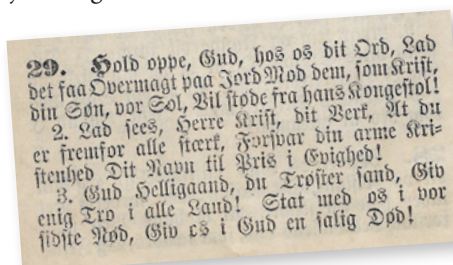 29. Hold oppe, Gud, hos os dit Ord, Lad
det faa Overmagt paa Jord Mod dem, som Krist,
din Søn, vor Sol, Vil støde fra hans Kongestol!
2. Lad sees, Herre Krist, dit Verk, At du
er fremfor alle stærk, Forsvar din arme Kri-
stenhed Dit Navn til Pris i Evighed!
3. Gud Helligaand, du Trøster sand, Giv
enig Tro i alle Land! Stat med os i vor
sidste Nød, Giv os i Gud en salig Død!